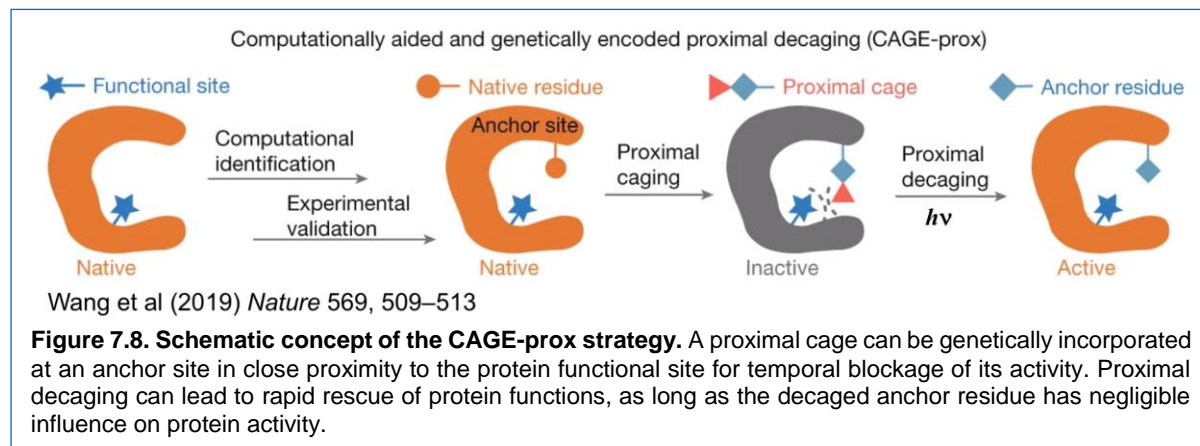 Computationally aided and genetically encoded proximal decaging (CAGE-prox)
Functional site
Native residue
Proximal cage
Anchor residue
Anchor site
Computational
identification
Experimental
validation
Proximal
caging
Proximal
decaging
hν
Native
Native
Inactive
Active
Wang et al (2019) Nature 569, 509–513
Figure 7.8. Schematic concept of the CAGE-prox strategy. A proximal cage can be genetically incorporated
at an anchor site in close proximity to the protein functional site for temporal blockage of its activity. Proximal
decaging can lead to rapid rescue of protein functions, as long as the decaged anchor residue has negligible
influence on protein activity.